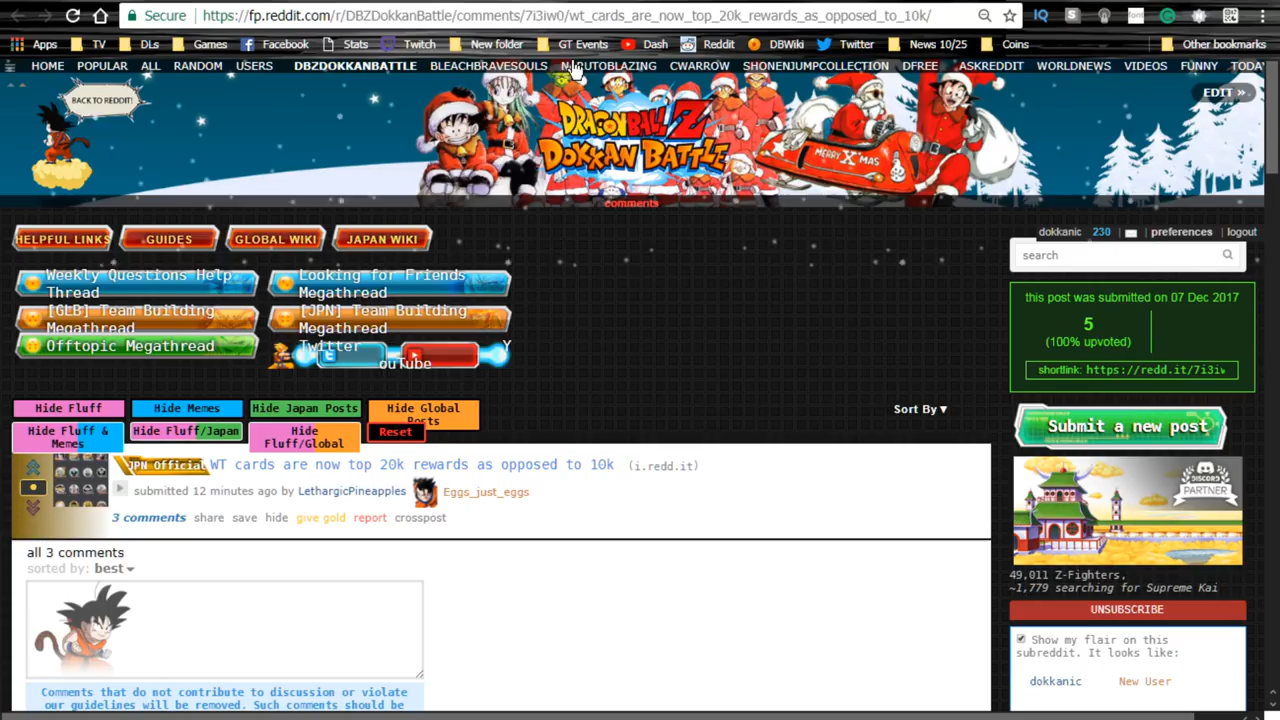 Secure https://fp.reddit.com/r/DBZDokkanBattle/comments/7i3iw0/wt_cards_are_now_top_20k_rewards_as_opposed_to_10k/
Apps TV DLs Games Facebook Stats Twitch New folder GT Events Dash Reddit DBWiki Twitter News 10/25 Coins Other bookmarks
HOME POPULAR ALL RANDOM USERS DBZDOKKANBATTLE BLEACHBRAVESOULS NARUTOBLAZING CWARROW SHONENJUMPCOLLECTION DFREE ASKREDDIT WORLDNEWS VIDEOS FUNNY TODA
BACK TO REDDIT!
EDIT »
DRAGON BALL Z
DOKKAN BATTLE
MERRY X'MAS
comments
HELPFUL LINKS GUIDES GLOBAL WIKI JAPAN WIKI
dokkanic 230 | | preferences | logout
search
Weekly Questions Help
Thread
Looking for Friends
Megathread
[GLB] Team Building
Megathread
[JPN] Team Building
Megathread
Offtopic Megathread
Twitter Y
ouTube
this post was submitted on 07 Dec 2017
5
(100% upvoted)
shortlink: https://redd.it/7i3iw
Hide Fluff Hide Memes Hide Japan Posts Hide Global
Posts
Hide Fluff &
Memes
Hide Fluff/Japan
Hide
Fluff/Global
Reset
Sort By ▾
Submit a new post
JPN Official WT cards are now top 20k rewards as opposed to 10k (i.redd.it)
submitted 12 minutes ago by LethargicPineapples Eggs_just_eggs
3 comments share save hide give gold report crosspost
DISCORD
PARTNER
all 3 comments
sorted by: best
49,011 Z-Fighters,
~1,779 searching for Supreme Kai
UNSUBSCRIBE
Show my flair on this
subreddit. It looks like:
dokkanic New User
Comments that do not contribute to discussion or violate
our guidelines will be removed. Such comments should be